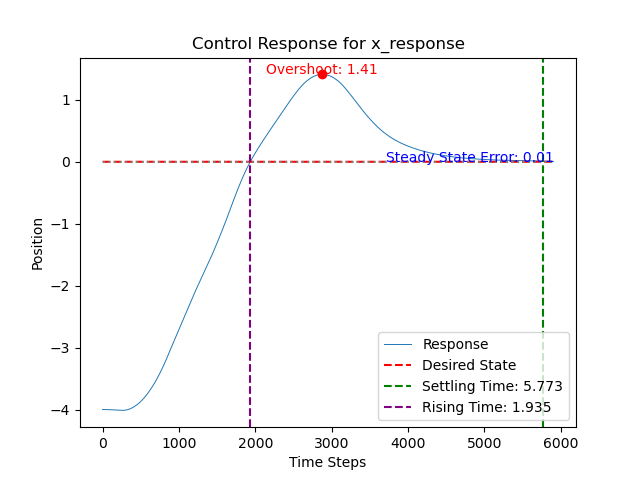 Control Response for x_response
Overshoot: 1.41
Steady State Error: 0.01
Position
1
0
−1
−2
−3
−4
Response
Desired State
Settling Time: 5.773
Rising Time: 1.935
0 1000 2000 3000 4000 5000 6000
Time Steps